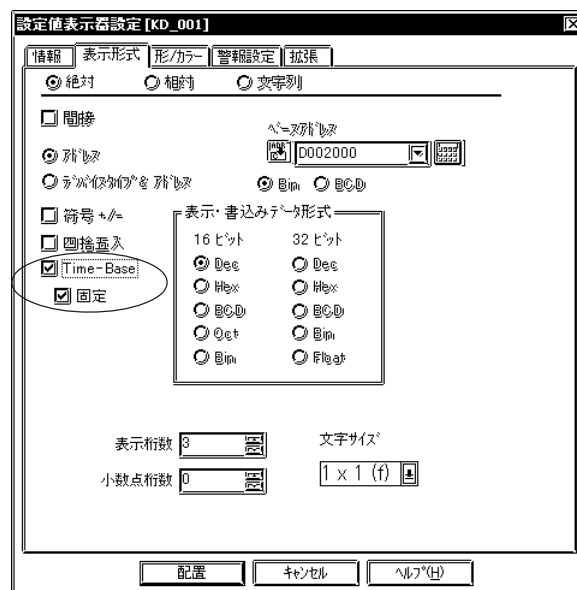 設定値表示器設定[KD_001]
情報 表示形式 形/カラー 警報設定 拡張
絶対 相対 文字列
間接
ベースアドレス
アドレス
D002000
デバイスタイプ& アドレス
Bin BCD
符号 +/-
四捨五入
Time-Base
固定
表示・書込みデータ形式
16 ビット 32 ビット
Dec Dec
Hex Hex
BCD BCD
Oct Bin
Bin Float
表示桁数 3
文字サイズ
小数点桁数 0
1 x 1 (f)
配置 キャンセル ヘルプ(H)